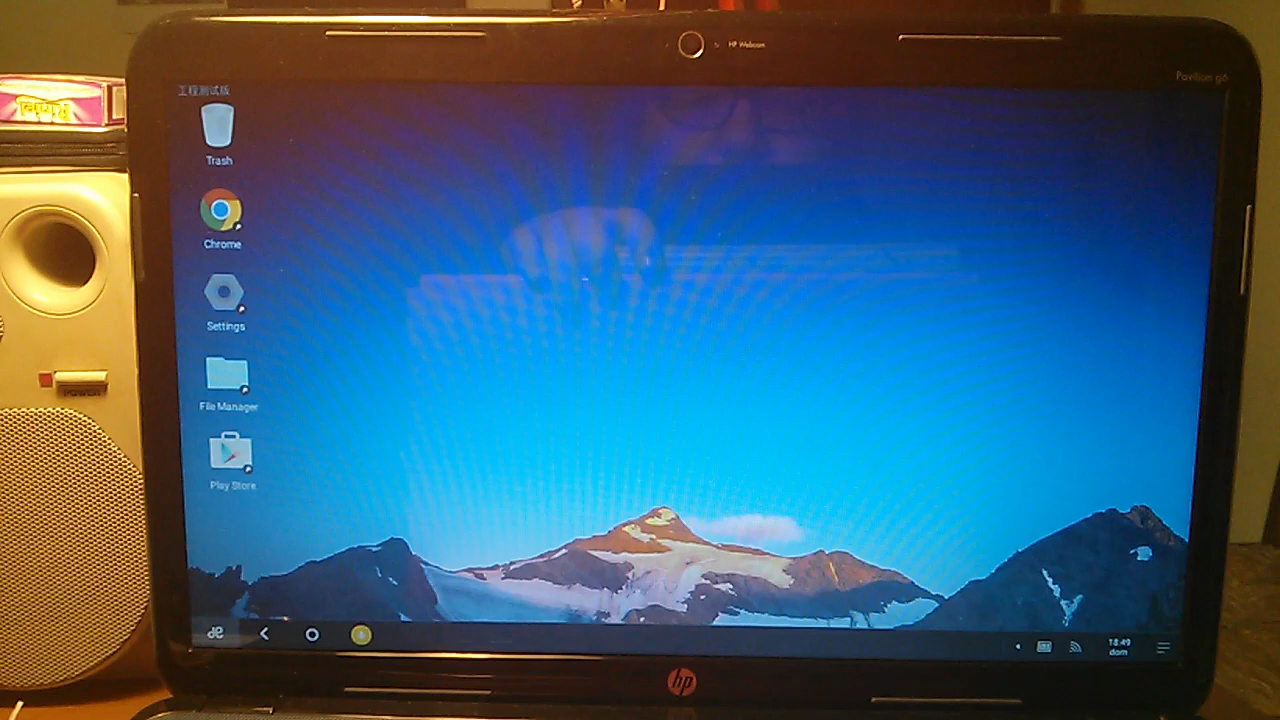 HP Webcam
Pavilion g6
工程测试版
Trash
Chrome
Settings
File Manager
Play Store
POWER
18:49
dom
hp